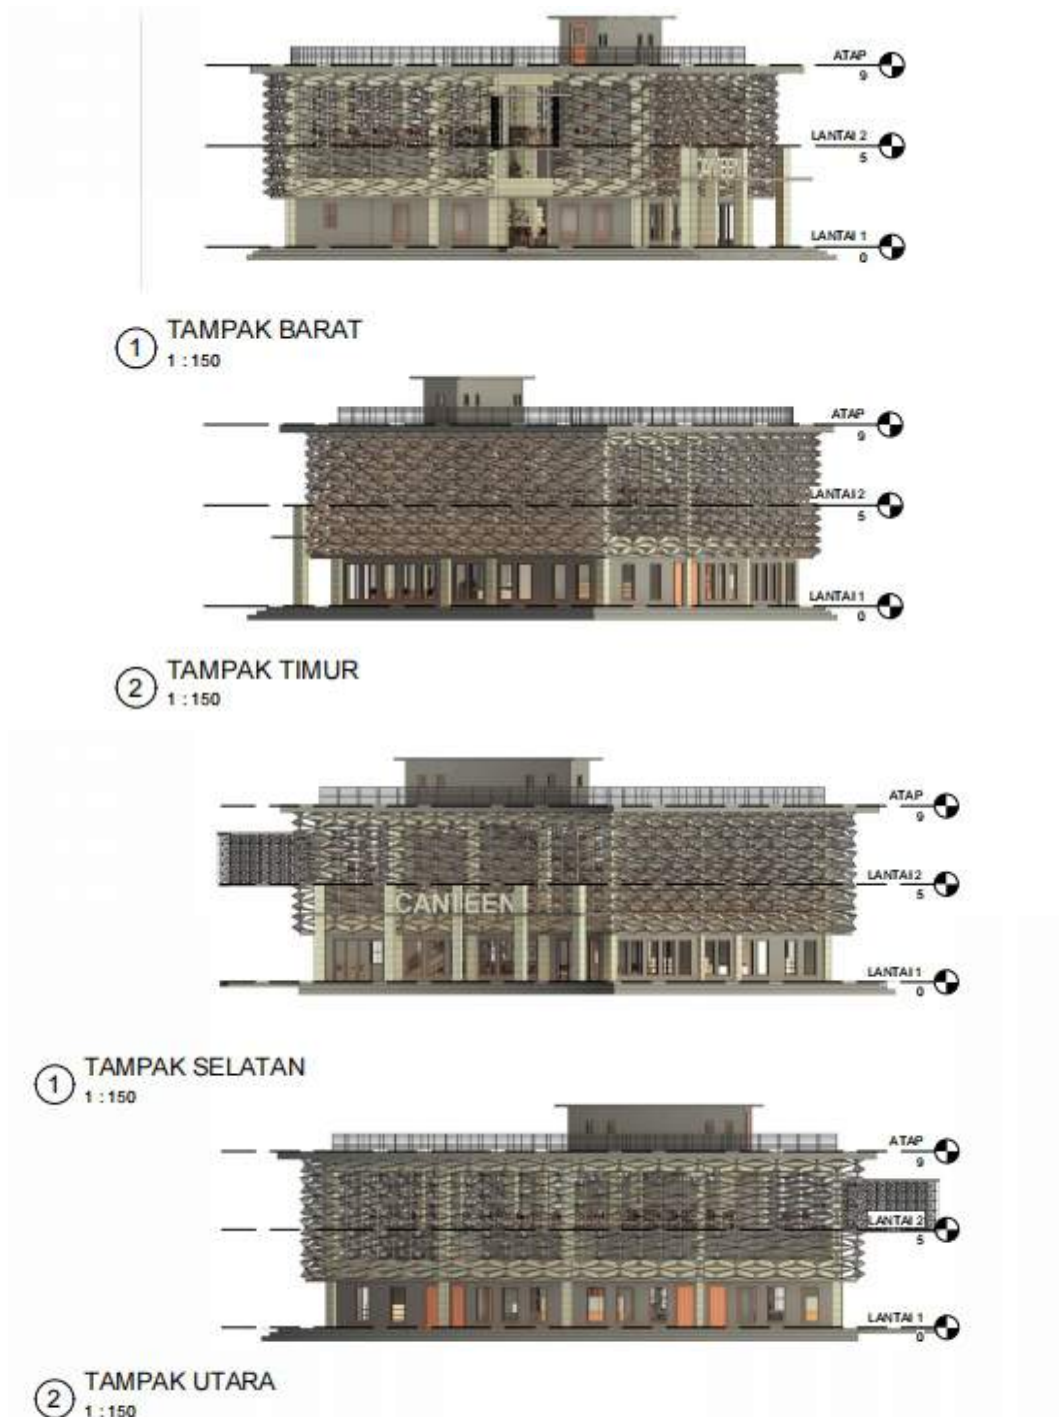 ATAP
9
LANTAI 2
5
LANTAI 1
0
1 TAMPAK BARAT
1 : 150
ATAP
9
LANTAI 2
5
LANTAI 1
0
2 TAMPAK TIMUR
1 : 150
ATAP
9
CANTEEN
LANTAI 2
5
LANTAI 1
0
1 TAMPAK SELATAN
1 : 150
ATAP
9
LANTAI 2
5
LANTAI 1
0
2 TAMPAK UTARA
1 : 150